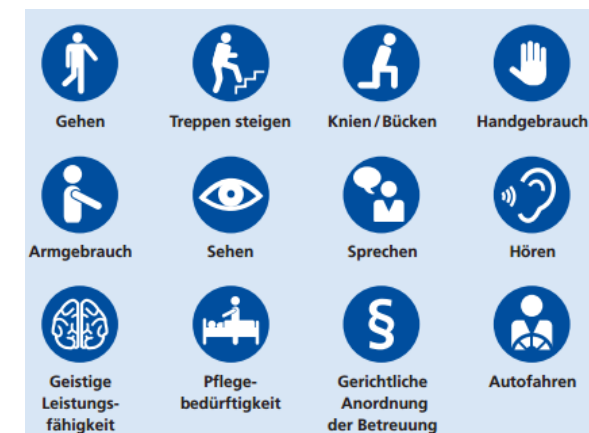 Gehen
Treppen steigen
Knien/Bücken
Handgebrauch
Armgebrauch
Sehen
Sprechen
Hören
§
Geistige
Leistungs-
fähigkeit
Pflege-
bedürftigkeit
Gerichtliche
Anordnung
der Betreuung
Autofahren